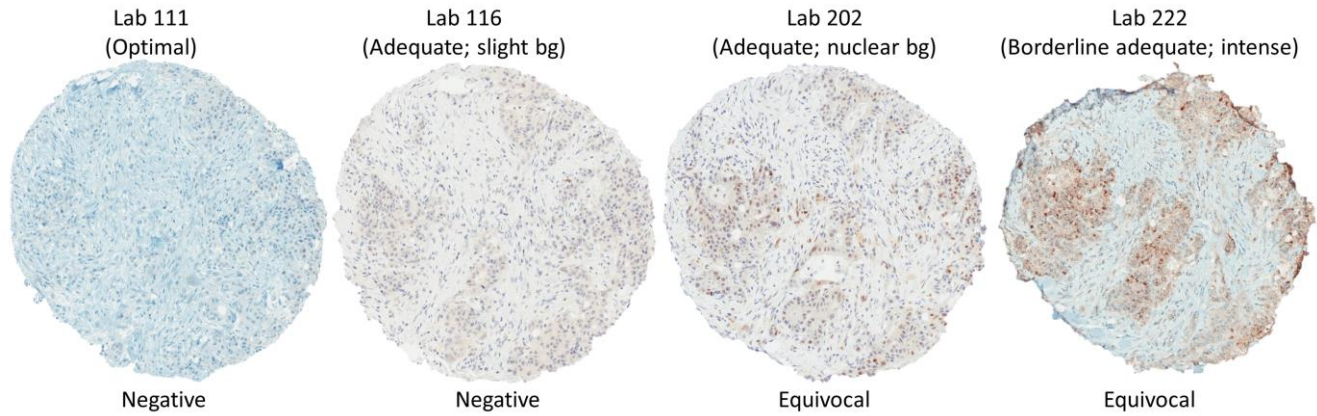 Lab 111
(Optimal)
Lab 116
(Adequate; slight bg)
Lab 202
(Adequate; nuclear bg)
Lab 222
(Borderline adequate; intense)
Negative
Negative
Equivocal
Equivocal